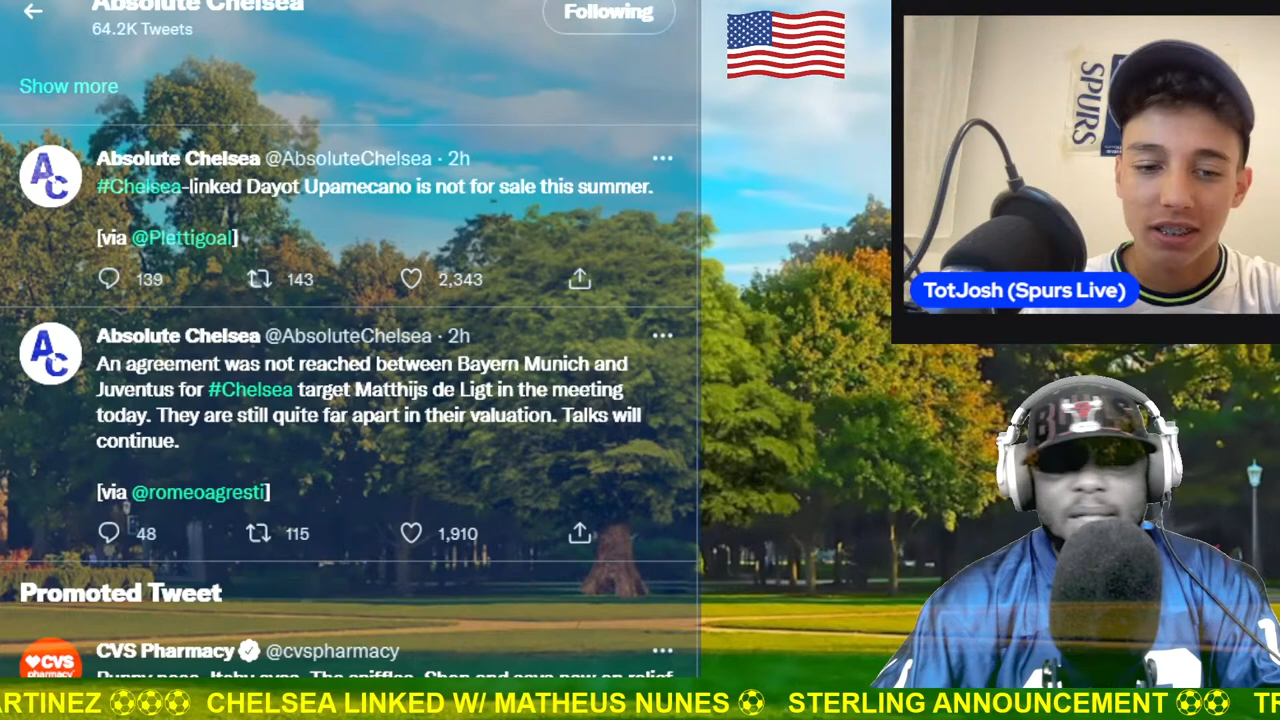 Absolute Chelsea
64.2K Tweets
Following
Show more
Absolute Chelsea @AbsoluteChelsea · 2h
#Chelsea-linked Dayot Upamecano is not for sale this summer.
[via @Plettigoal]
139 143 2,343
Absolute Chelsea @AbsoluteChelsea · 2h
An agreement was not reached between Bayern Munich and
Juventus for #Chelsea target Matthijs de Ligt in the meeting
today. They are still quite far apart in their valuation. Talks will
continue.
[via @romeoagresti]
48 115 1,910
Promoted Tweet
CVS Pharmacy @cvspharmacy
CVS
pharmacy
SPURS
TotJosh (Spurs Live)
BULLS
ARTINEZ ⚽⚽⚽ CHELSEA LINKED W/ MATHEUS NUNES ⚽ STERLING ANNOUNCEMENT ⚽⚽ TR